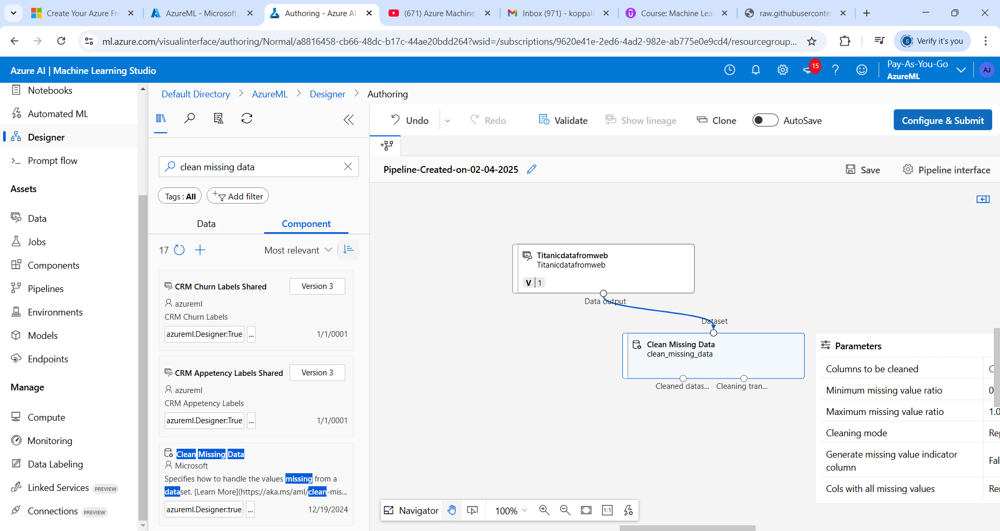 Create Your Azure Fre
AzureML - Microsoft
Authoring - Azure AI
(671) Azure Machine
Inbox (971) - koppala
Course: Machine Lea
raw.githubuserconter
ml.azure.com/visualinterface/authoring/Normal/a8816458-cb66-48dc-b17c-44ae20bdd264?wsid=/subscriptions/9620e41e-2ed6-4ad2-982e-ab775e0e9cd4/resourcegroup...
S
Verify it's you
Azure AI | Machine Learning Studio
15
Pay-As-You-Go
AzureML
AJ
Notebooks
Automated ML
Designer
Prompt flow
Assets
Data
Jobs
Components
Pipelines
Environments
Models
Endpoints
Manage
Compute
Monitoring
Data Labeling
Linked Services PREVIEW
Connections PREVIEW
Default Directory > AzureML > Designer > Authoring
clean missing data
Tags : All
Add filter
Data
Component
17
Most relevant
CRM Churn Labels Shared
Version 3
azureml
CRM Churn Labels
azureml.Designer:True
...
1/1/0001
CRM Appetency Labels Shared
Version 3
azureml
CRM Appetency Labels
azureml.Designer:True
...
1/1/0001
Clean Missing Data
Microsoft
Specifies how to handle the values missing from a
dataset. [Learn More](https://aka.ms/aml/clean-mis...
azureml.Designer:true
...
12/19/2024
Undo
Redo
Validate
Show lineage
Clone
AutoSave
Configure & Submit
Pipeline-Created-on-02-04-2025
Save
Pipeline interface
Titanicdatafromweb
Titanicdatafromweb
V 1
Data output
Dataset
Clean Missing Data
clean_missing_data
Cleaned datas...
Cleaning tran...
Parameters
Columns to be cleaned
C
Minimum missing value ratio
0
Maximum missing value ratio
1.0
Cleaning mode
Rep
Generate missing value indicator
column
Fal
Cols with all missing values
Rer
Navigator
100%
1:1